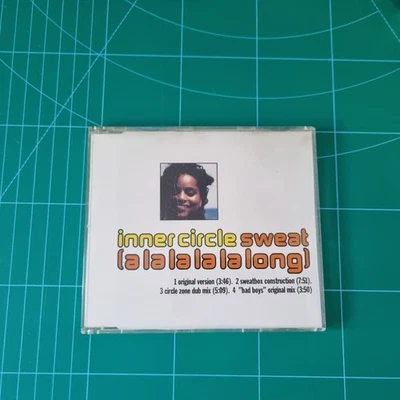 inner circle sweat
(a la la la la long)
1 original version (3:46). 2 sweatbox construction (7:51).
3 circle zone dub mix (5:09). 4 "bad boys" original mix (3:50)